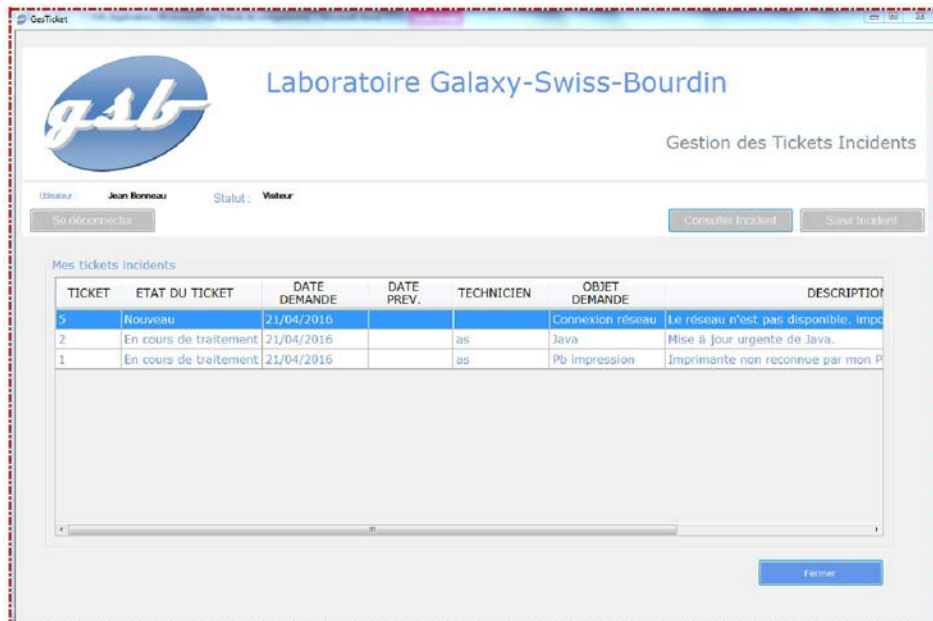 GesTicket
gsb
Laboratoire Galaxy-Swiss-Bourdin
Gestion des Tickets Incidents
Utilisateur : Jean Bonneau Statut : Visiteur
Se déconnecter Consulter Incident Saisir Incident
Mes tickets incidents
TICKET ETAT DU TICKET DATE DEMANDE DATE PREV. TECHNICIEN OBJET DEMANDE DESCRIPTION
5 Nouveau 21/04/2016 Connexion réseau Le réseau n'est pas disponible. impo
2 En cours de traitement 21/04/2016 as Java Mise à jour urgente de Java.
1 En cours de traitement 21/04/2016 as Pb impression Imprimante non reconnue par mon P
Fermer